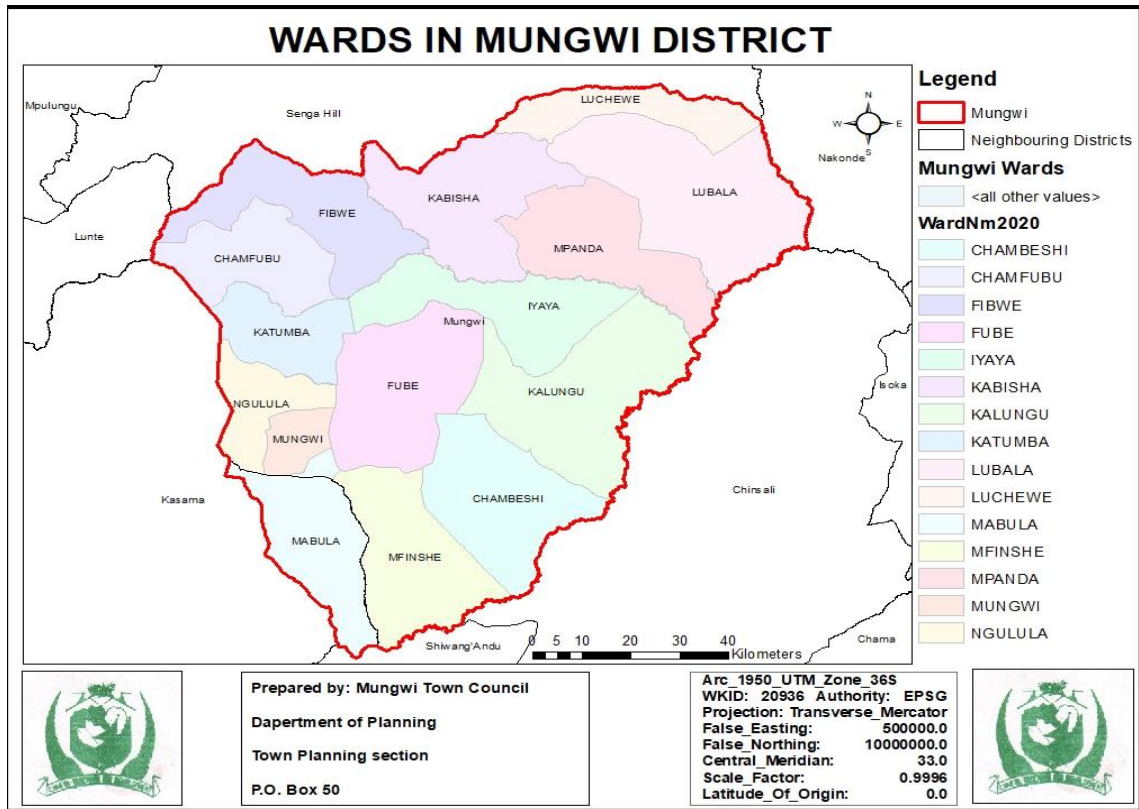 WARDS IN MUNGWI DISTRICT
Mpulungu
Senga Hill
LUCHEWE
N
W
E
S
Nakonde
KABISHA
LUBALA
FIBWE
Lunte
MPANDA
CHAMFUBU
IYAYA
Mungwi
KATUMBA
FUBE
KALUNGU
Isoka
NGULULA
MUNGWI
Kasama
CHAMBESHI
Chinsali
MABULA
MFINSHE
Shiwang'Andu
Chama
0 5 10 20 30 40
Kilometers
Legend
Mungwi
Neighbouring Districts
Mungwi Wards
<all other values>
WardNm2020
CHAMBESHI
CHAMFUBU
FIBWE
FUBE
IYAYA
KABISHA
KALUNGU
KATUMBA
LUBALA
LUCHEWE
MABULA
MFINSHE
MPANDA
MUNGWI
NGULULA
Prepared by: Mungwi Town Council
Dapertment of Planning
Town Planning section
P.O. Box 50
Arc_1950_UTM_Zone_36S
WKID: 20936 Authority: EPSG
Projection: Transverse_Mercator
False_Easting: 500000.0
False_Northing: 10000000.0
Central_Meridian: 33.0
Scale_Factor: 0.9996
Latitude_Of_Origin: 0.0